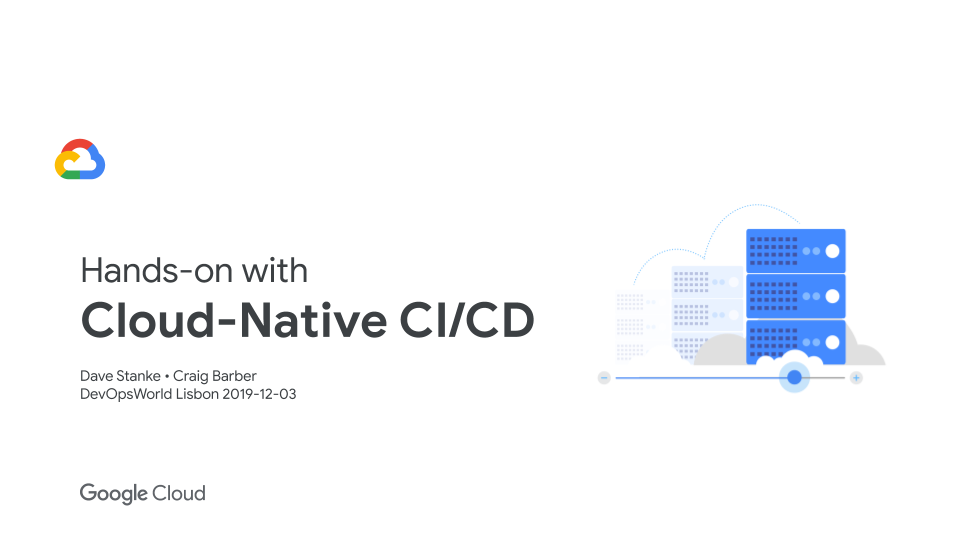 Hands-on with
Cloud-Native CI/CD
Dave Stanke • Craig Barber
DevOpsWorld Lisbon 2019-12-03
Google Cloud